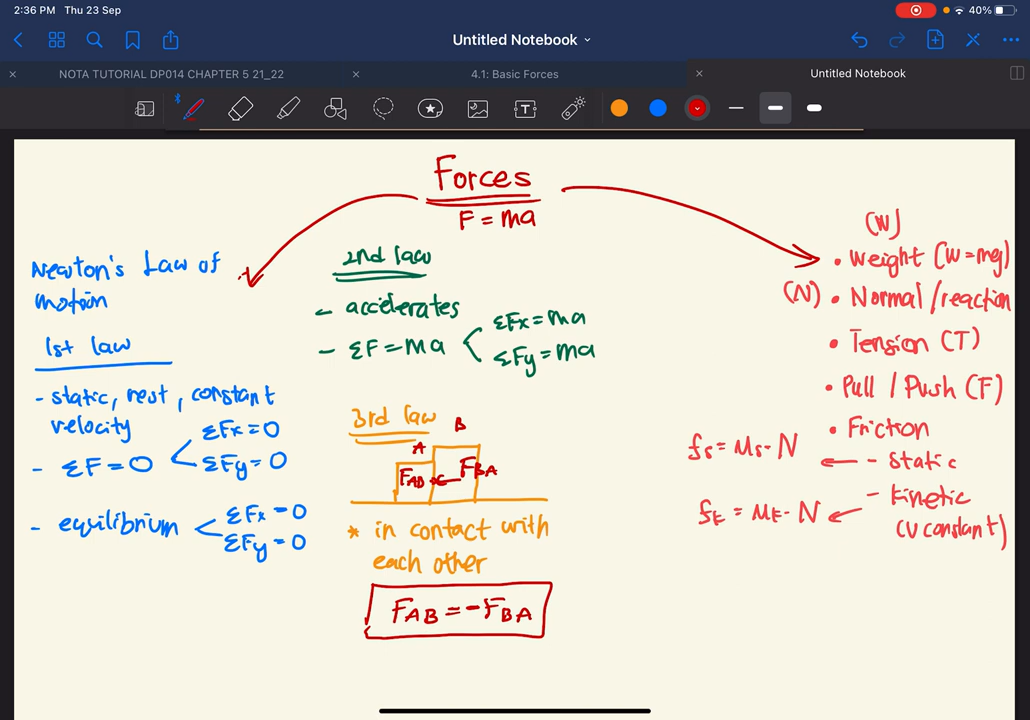 2:36 PM Thu 23 Sep
40%
Untitled Notebook
NOTA TUTORIAL DP014 CHAPTER 5 21_22
4.1: Basic Forces
Untitled Notebook
Forces
F = ma
Newton's Law of
motion
1st law
- static, rest, constant
velocity
- ΣF = 0
ΣFx = 0
ΣFy = 0
- equilibrium
ΣFx = 0
ΣFy = 0
2nd law
- accelerates
- ΣF = ma
ΣFx = ma
ΣFy = ma
3rd law
A
B
FAB
FBA
* in contact with
each other
FAB = -FBA
(W)
• Weight (W = mg)
(N) • Normal / reaction
• Tension (T)
• Pull / Push (F)
• Friction
fs = μs · N ← - static
fk = μk · N ← - kinetic
(v constant)